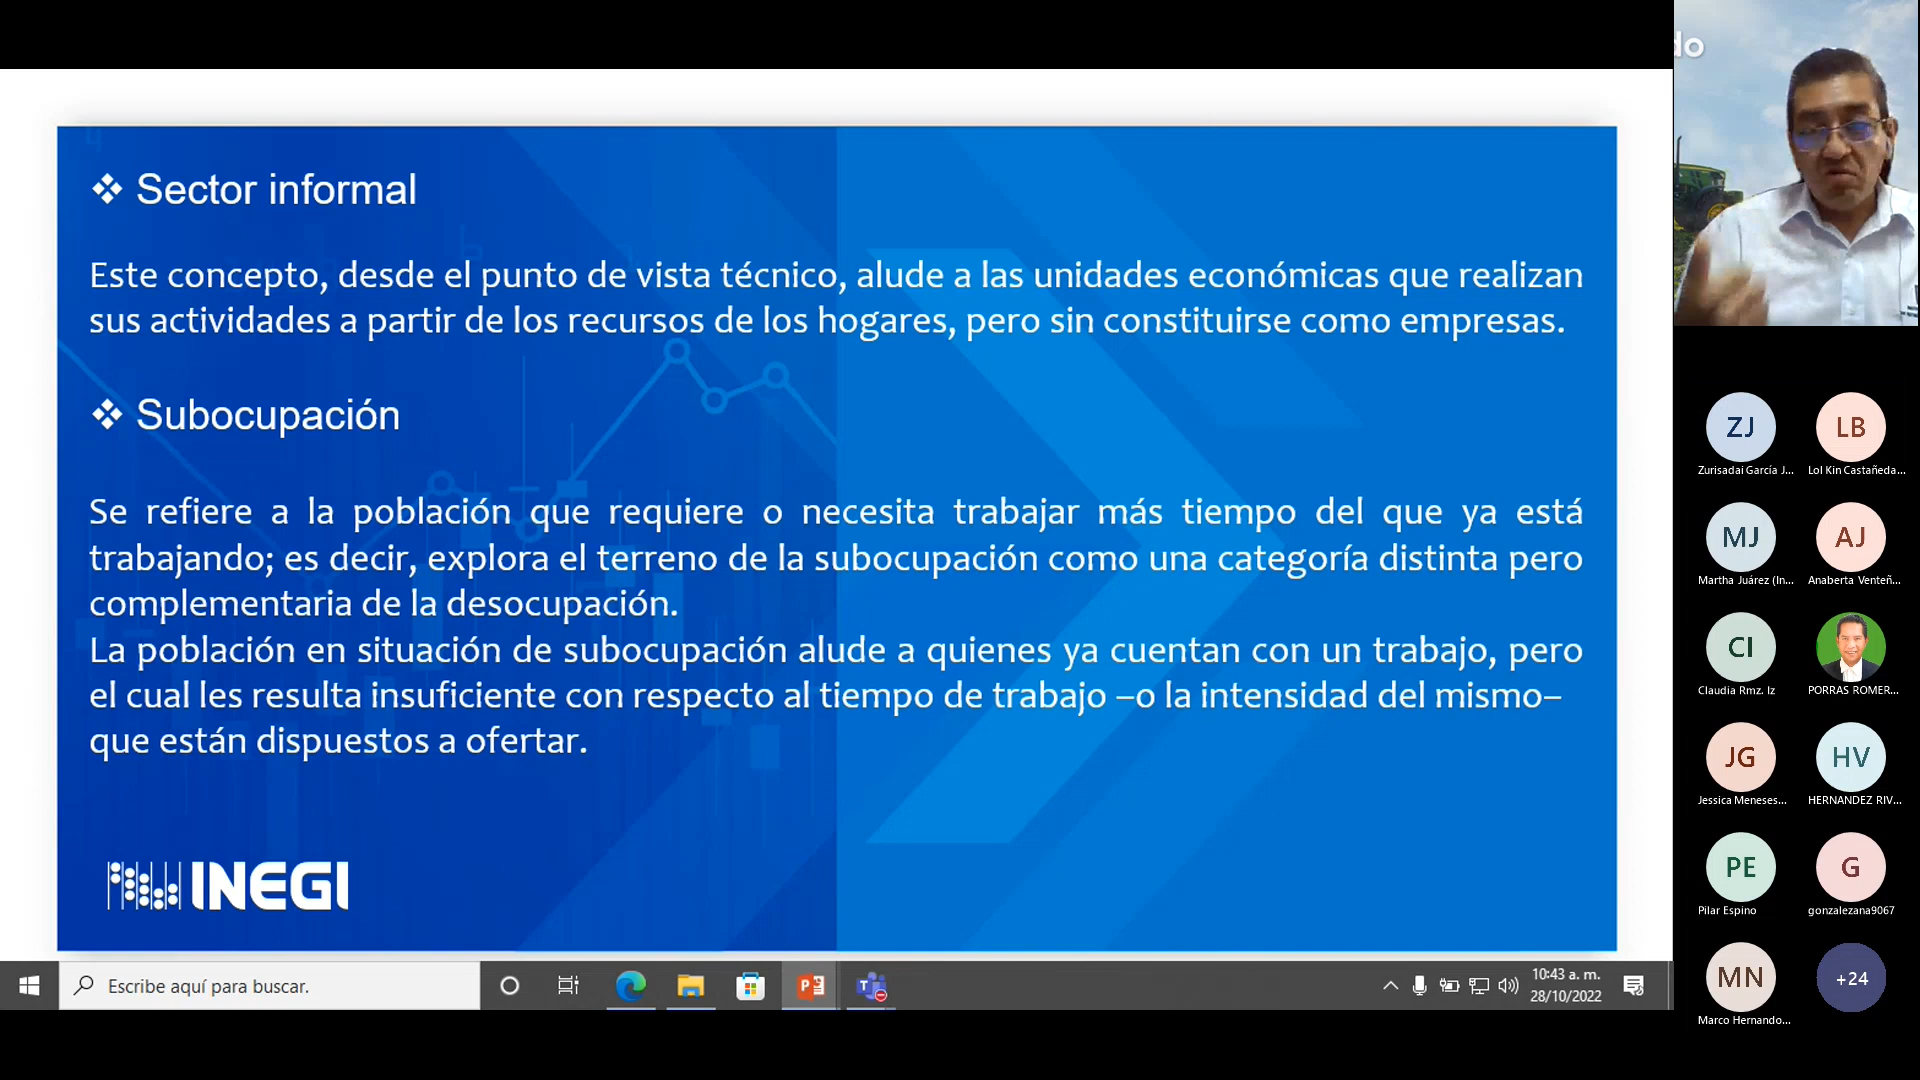 do
❖ Sector informal
Este concepto, desde el punto de vista técnico, alude a las unidades económicas que realizan
sus actividades a partir de los recursos de los hogares, pero sin constituirse como empresas.
❖ Subocupación
Se refiere a la población que requiere o necesita trabajar más tiempo del que ya está
trabajando; es decir, explora el terreno de la subocupación como una categoría distinta pero
complementaria de la desocupación.
La población en situación de subocupación alude a quienes ya cuentan con un trabajo, pero
el cual les resulta insuficiente con respecto al tiempo de trabajo –o la intensidad del mismo–
que están dispuestos a ofertar.
INEGI
Escribe aquí para buscar.
10:43 a. m.
28/10/2022
ZJ
Zurisadai García J...
LB
Lol Kin Castañeda...
MJ
Martha Juárez (In...
AJ
Anaberta Venteñ...
CI
Claudia Rmz. Iz
PORRAS ROMER...
JG
Jessica Meneses...
HV
HERNANDEZ RIV...
PE
Pilar Espino
G
gonzalezana9067
MN
Marco Hernando...
+24